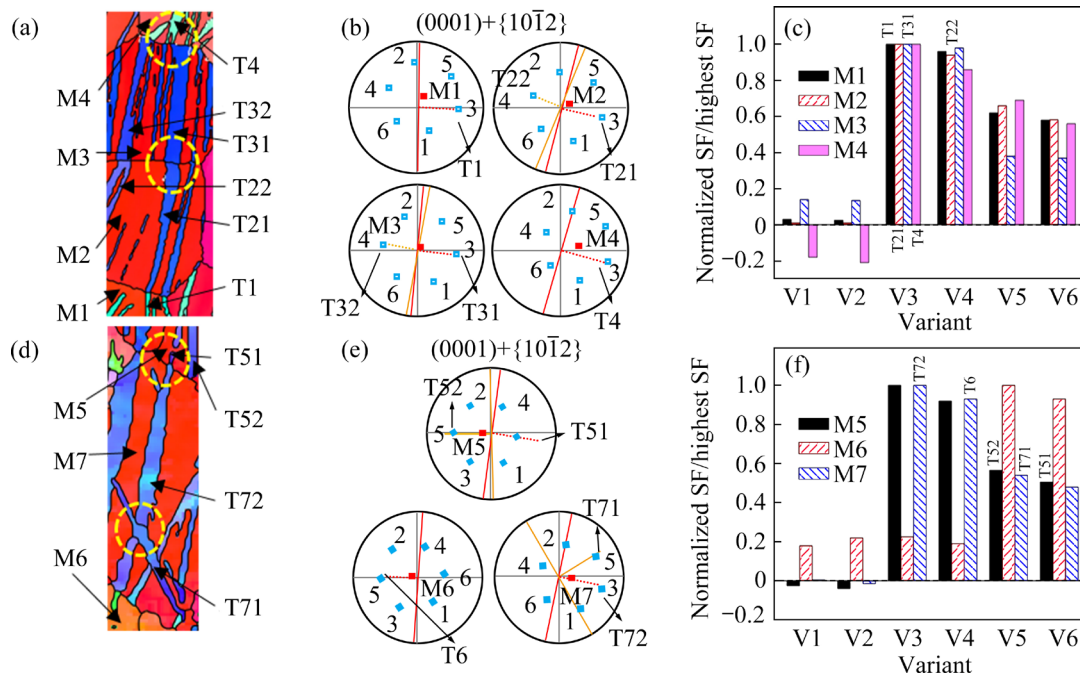 (a)
M4
M3
M2
M1
T4
T32
T31
T22
T21
T1
(b)
(0001)+{101̄2}
2
5
4
M1
3
6
1
T1
T22
2
5
4
M2
3
6
1
T21
2
5
M3
4
3
6
1
T32
T31
2
5
4
M4
3
6
1
T4
(c)
Normalized SF/highest SF
1.0
0.8
0.6
0.4
0.2
0
−0.2
M1
M2
M3
M4
T1
T31
T22
T21
T4
V1 V2 V3 V4 V5 V6
Variant
(d)
M5
M7
M6
T51
T52
T72
T71
(e)
(0001)+{101̄2}
T52
2
4
5
M5
3
1
T51
2
4
M6
6
5
3
1
T6
T71
2
5
4
3
M7
6
1
T72
(f)
Normalized SF/highest SF
1.0
0.8
0.6
0.4
0.2
0
−0.2
M5
M6
M7
T72
T6
T52
T71
T51
V1 V2 V3 V4 V5 V6
Variant